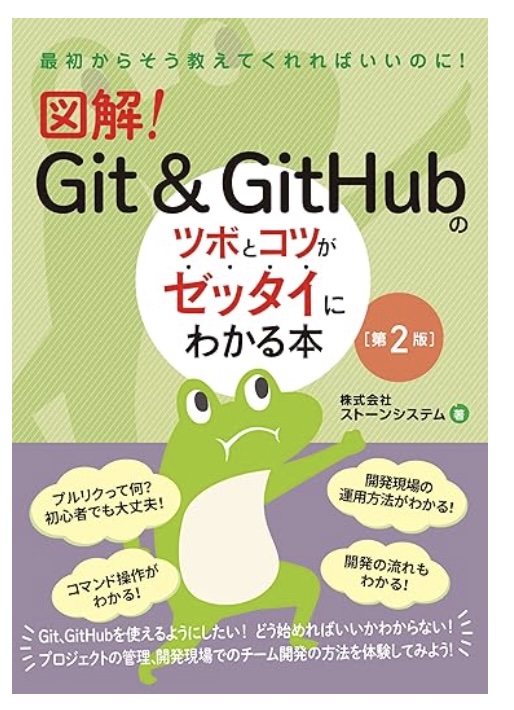 最初からそう教えてくれればいいのに！
図解！
Git & GitHubの
ツボとコツが
ゼッタイに
わかる本
［第2版］
株式会社
ストーンシステム 著
プルリクって何？
初心者でも大丈夫！
開発現場の
運用方法がわかる！
コマンド操作が
わかる！
開発の流れも
わかる！
Git、GitHubを使えるようにしたい！ どう始めればいいかわからない！
プロジェクトの管理、開発現場でのチーム開発の方法を体験してみよう！